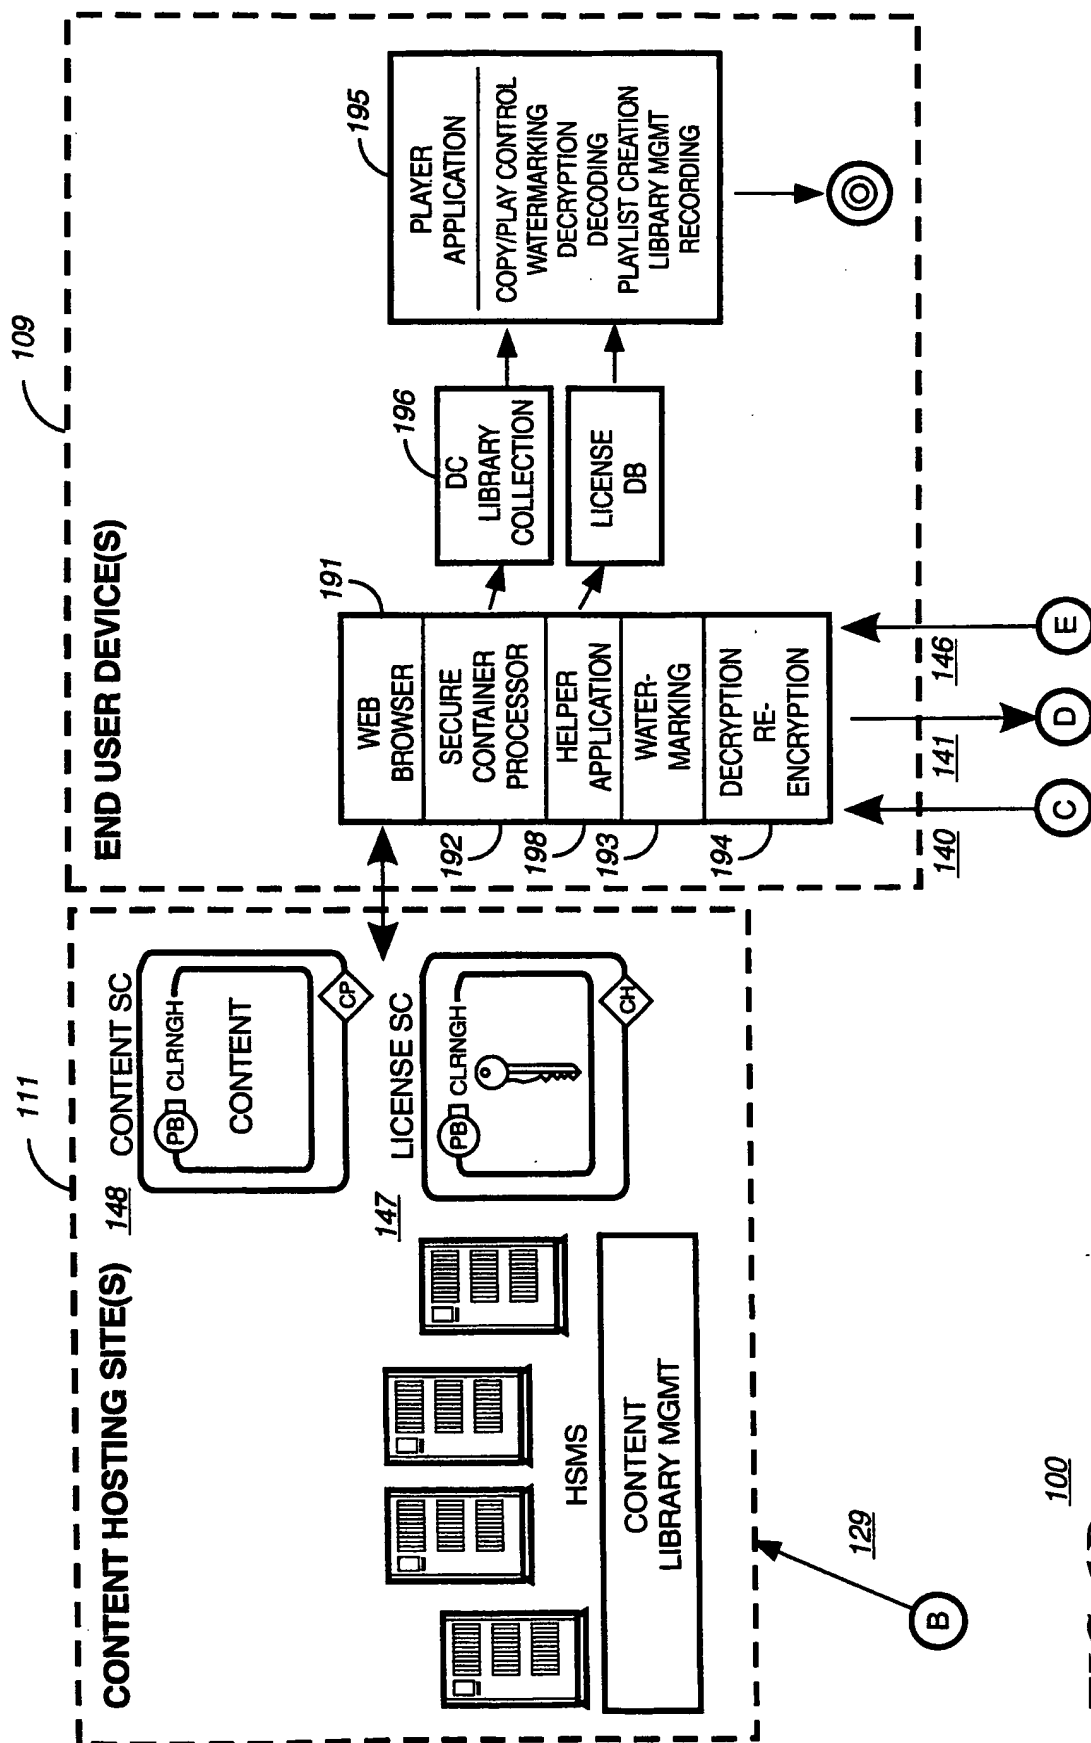 111
CONTENT HOSTING SITE(S)
148
CONTENT SC
PB
CLRNGH
CONTENT
CP
147
LICENSE SC
PB
CLRNGH
CH
HSMS
CONTENT
LIBRARY MGMT
129
B
100
109
END USER DEVICE(S)
191
WEB
BROWSER
192
SECURE
CONTAINER
PROCESSOR
198
HELPER
APPLICATION
193
WATER-
MARKING
194
DECRYPTION
RE-
ENCRYPTION
196
DC
LIBRARY
COLLECTION
LICENSE
DB
195
PLAYER
APPLICATION
COPY/PLAY CONTROL
WATERMARKING
DECRYPTION
DECODING
PLAYLIST CREATION
LIBRARY MGMT
RECORDING
140
C
141
D
146
E